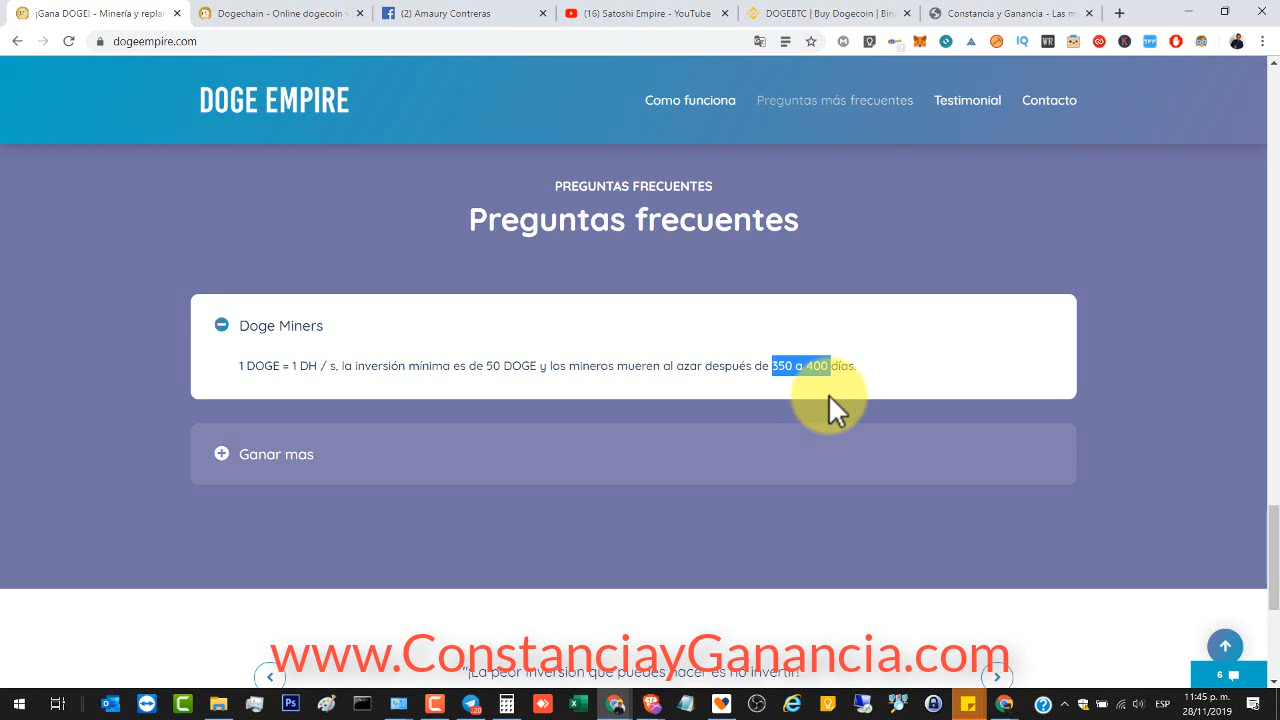 ¡Gana DOGE! - Minería y replan
Dogechain - Online dogecoin w
(2) Amaury Contreras
(16) Satoshi Empire - YouTube
DOGEBTC | Buy Dogecoin | Bin
Constancia y Ganancia - Las m
dogeempire.com
DOGE EMPIRE
Como funciona
Preguntas más frecuentes
Testimonial
Contacto
PREGUNTAS FRECUENTES
Preguntas frecuentes
Doge Miners
1 DOGE = 1 DH / s, la inversión mínima es de 50 DOGE y los mineros mueren al azar después de 350 a 400 días.
Ganar mas
www.ConstanciayGanancia.com
"¡La peor inversión que puedes hacer es no invertir!"
6
11:45 p. m.
ESP
28/11/2019